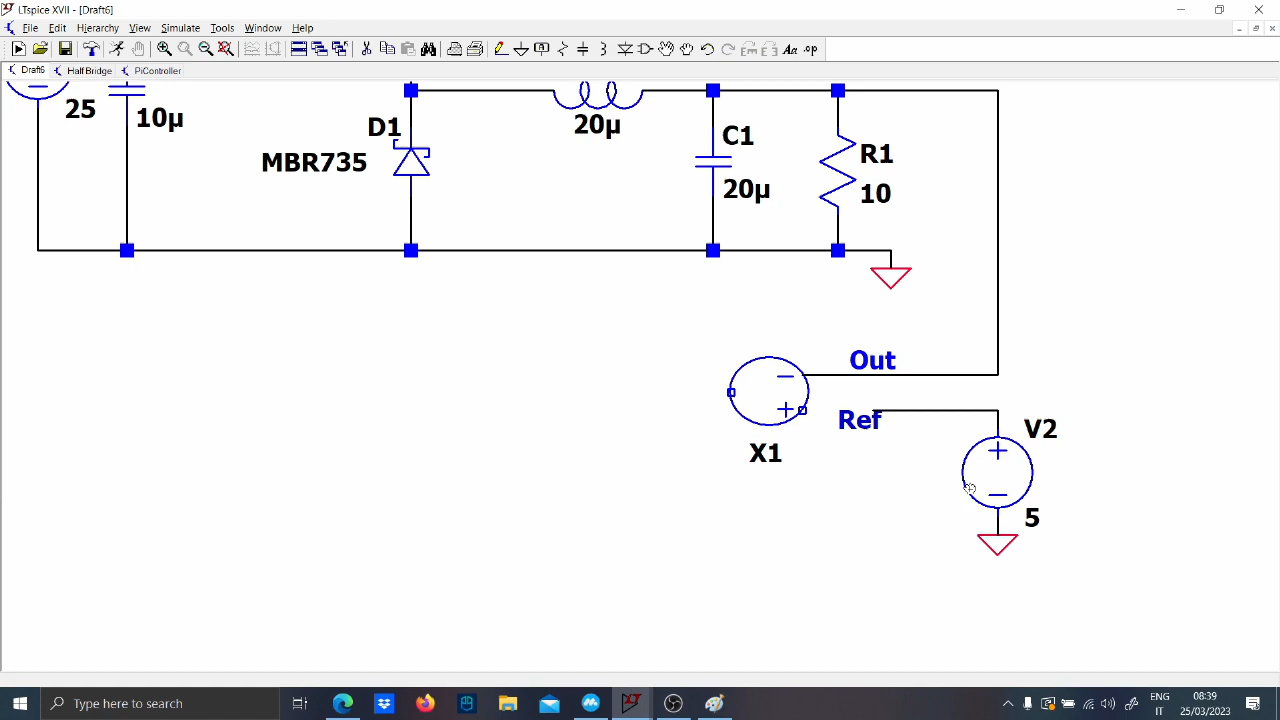 LTspice XVII - [Draft6]
File Edit Hierarchy View Simulate Tools Window Help
Aa .op
Draft6 Half Bridge PiController
25
10µ
D1
MBR735
20µ
C1
20µ
R1
10
Out
Ref
X1
V2
5
Type here to search
ENG
IT
08:39
25/03/2023